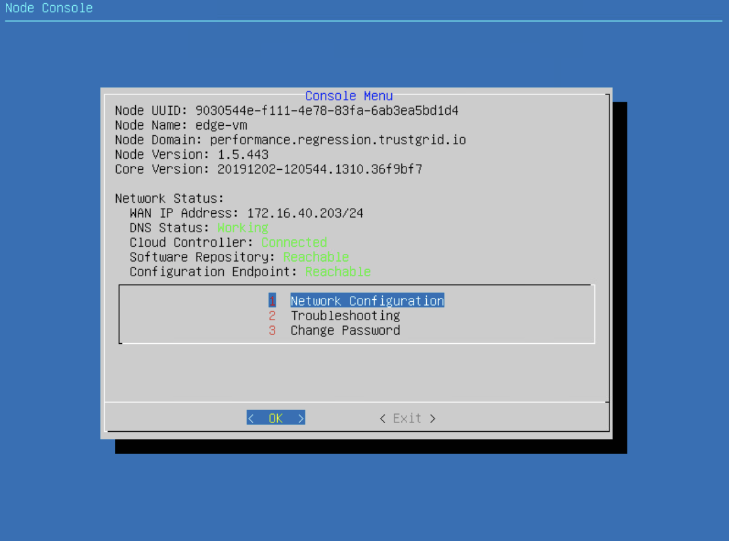 Node Console
Console Menu
Node UUID: 9030544e-f111-4e78-83fa-6ab3ea5bd1d4
Node Name: edge-vm
Node Domain: performance.regression.trustgrid.io
Node Version: 1.5.443
Core Version: 20191202-120544.1310.36f9bf7
Network Status:
WAN IP Address: 172.16.40.203/24
DNS Status: Working
Cloud Controller: Connected
Software Repository: Reachable
Configuration Endpoint: Reachable
1 Network Configuration
2 Troubleshooting
3 Change Password
< OK > < Exit >